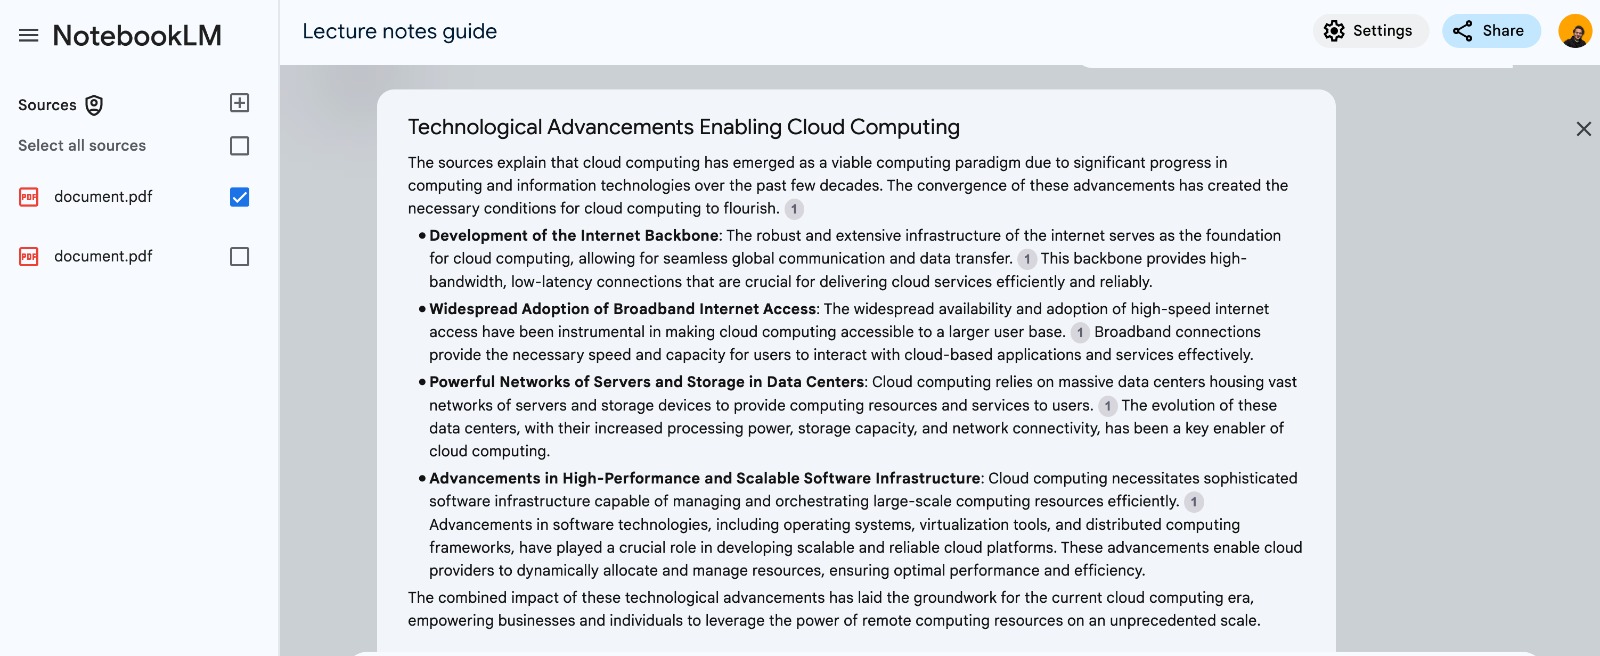 NotebookLM
Lecture notes guide
Settings
Share
Sources
Select all sources
PDF document.pdf
PDF document.pdf
Technological Advancements Enabling Cloud Computing
The sources explain that cloud computing has emerged as a viable computing paradigm due to significant progress in
computing and information technologies over the past few decades. The convergence of these advancements has created the
necessary conditions for cloud computing to flourish. 1
• Development of the Internet Backbone: The robust and extensive infrastructure of the internet serves as the foundation
for cloud computing, allowing for seamless global communication and data transfer. 1 This backbone provides high-
bandwidth, low-latency connections that are crucial for delivering cloud services efficiently and reliably.
• Widespread Adoption of Broadband Internet Access: The widespread availability and adoption of high-speed internet
access have been instrumental in making cloud computing accessible to a larger user base. 1 Broadband connections
provide the necessary speed and capacity for users to interact with cloud-based applications and services effectively.
• Powerful Networks of Servers and Storage in Data Centers: Cloud computing relies on massive data centers housing vast
networks of servers and storage devices to provide computing resources and services to users. 1 The evolution of these
data centers, with their increased processing power, storage capacity, and network connectivity, has been a key enabler of
cloud computing.
• Advancements in High-Performance and Scalable Software Infrastructure: Cloud computing necessitates sophisticated
software infrastructure capable of managing and orchestrating large-scale computing resources efficiently. 1
Advancements in software technologies, including operating systems, virtualization tools, and distributed computing
frameworks, have played a crucial role in developing scalable and reliable cloud platforms. These advancements enable cloud
providers to dynamically allocate and manage resources, ensuring optimal performance and efficiency.
The combined impact of these technological advancements has laid the groundwork for the current cloud computing era,
empowering businesses and individuals to leverage the power of remote computing resources on an unprecedented scale.